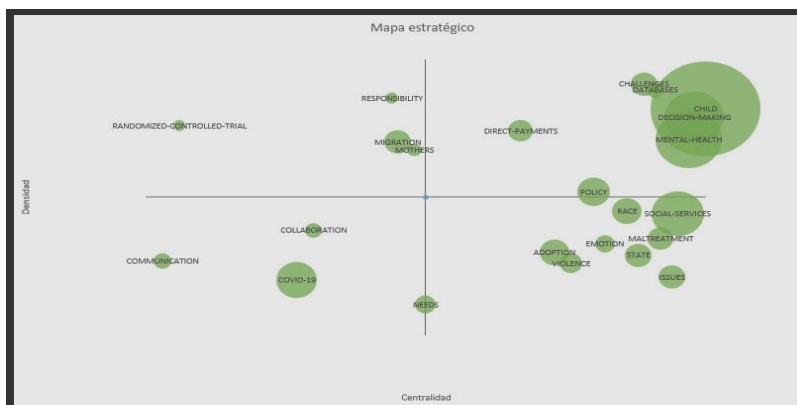 Mapa estratégico
CHALLENGES
DATABASES
RESPONSIBILITY
CHILD
DECISION-MAKING
RANDOMIZED-CONTROLLED-TRIAL
DIRECT-PAYMENTS
MIGRATION
MENTAL-HEALTH
MOTHERS
Densidad
POLICY
RACE
SOCIAL-SERVICES
COLLABORATION
MALTREATMENT
EMOTION
ADOPTION
STATE
COMMUNICATION
VIOLENCE
COVID-19
ISSUES
NEEDS
Centralidad